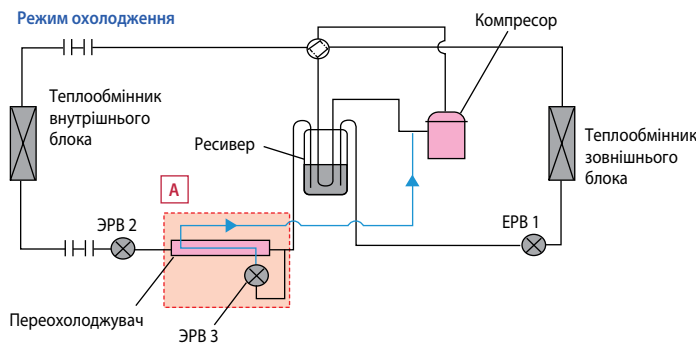 Режим охолодження
Компресор
Теплообмінник
внутрішнього
блока
Ресивер
Теплообмінник
зовнішнього
блока
A
ЭРВ 2
ЕРВ 1
Переохолоджувач
ЭРВ 3